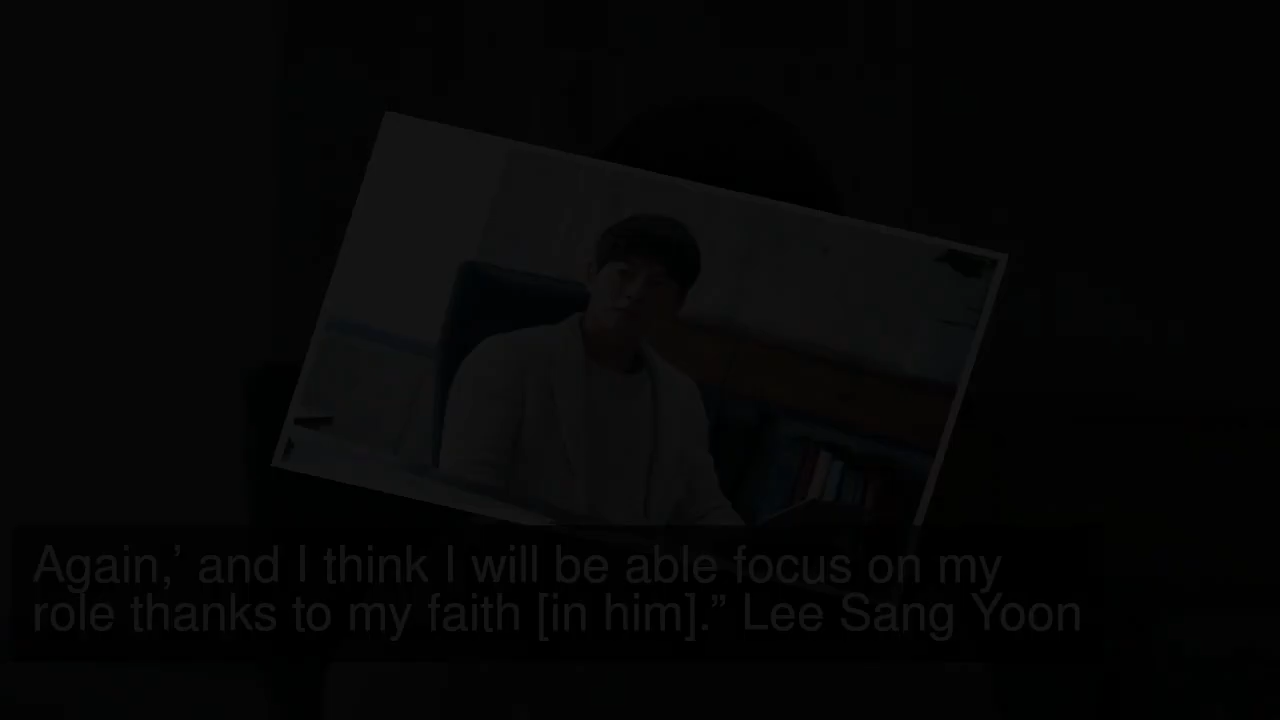 Again,’ and I think I will be able focus on my
role thanks to my faith [in him].” Lee Sang Yoon